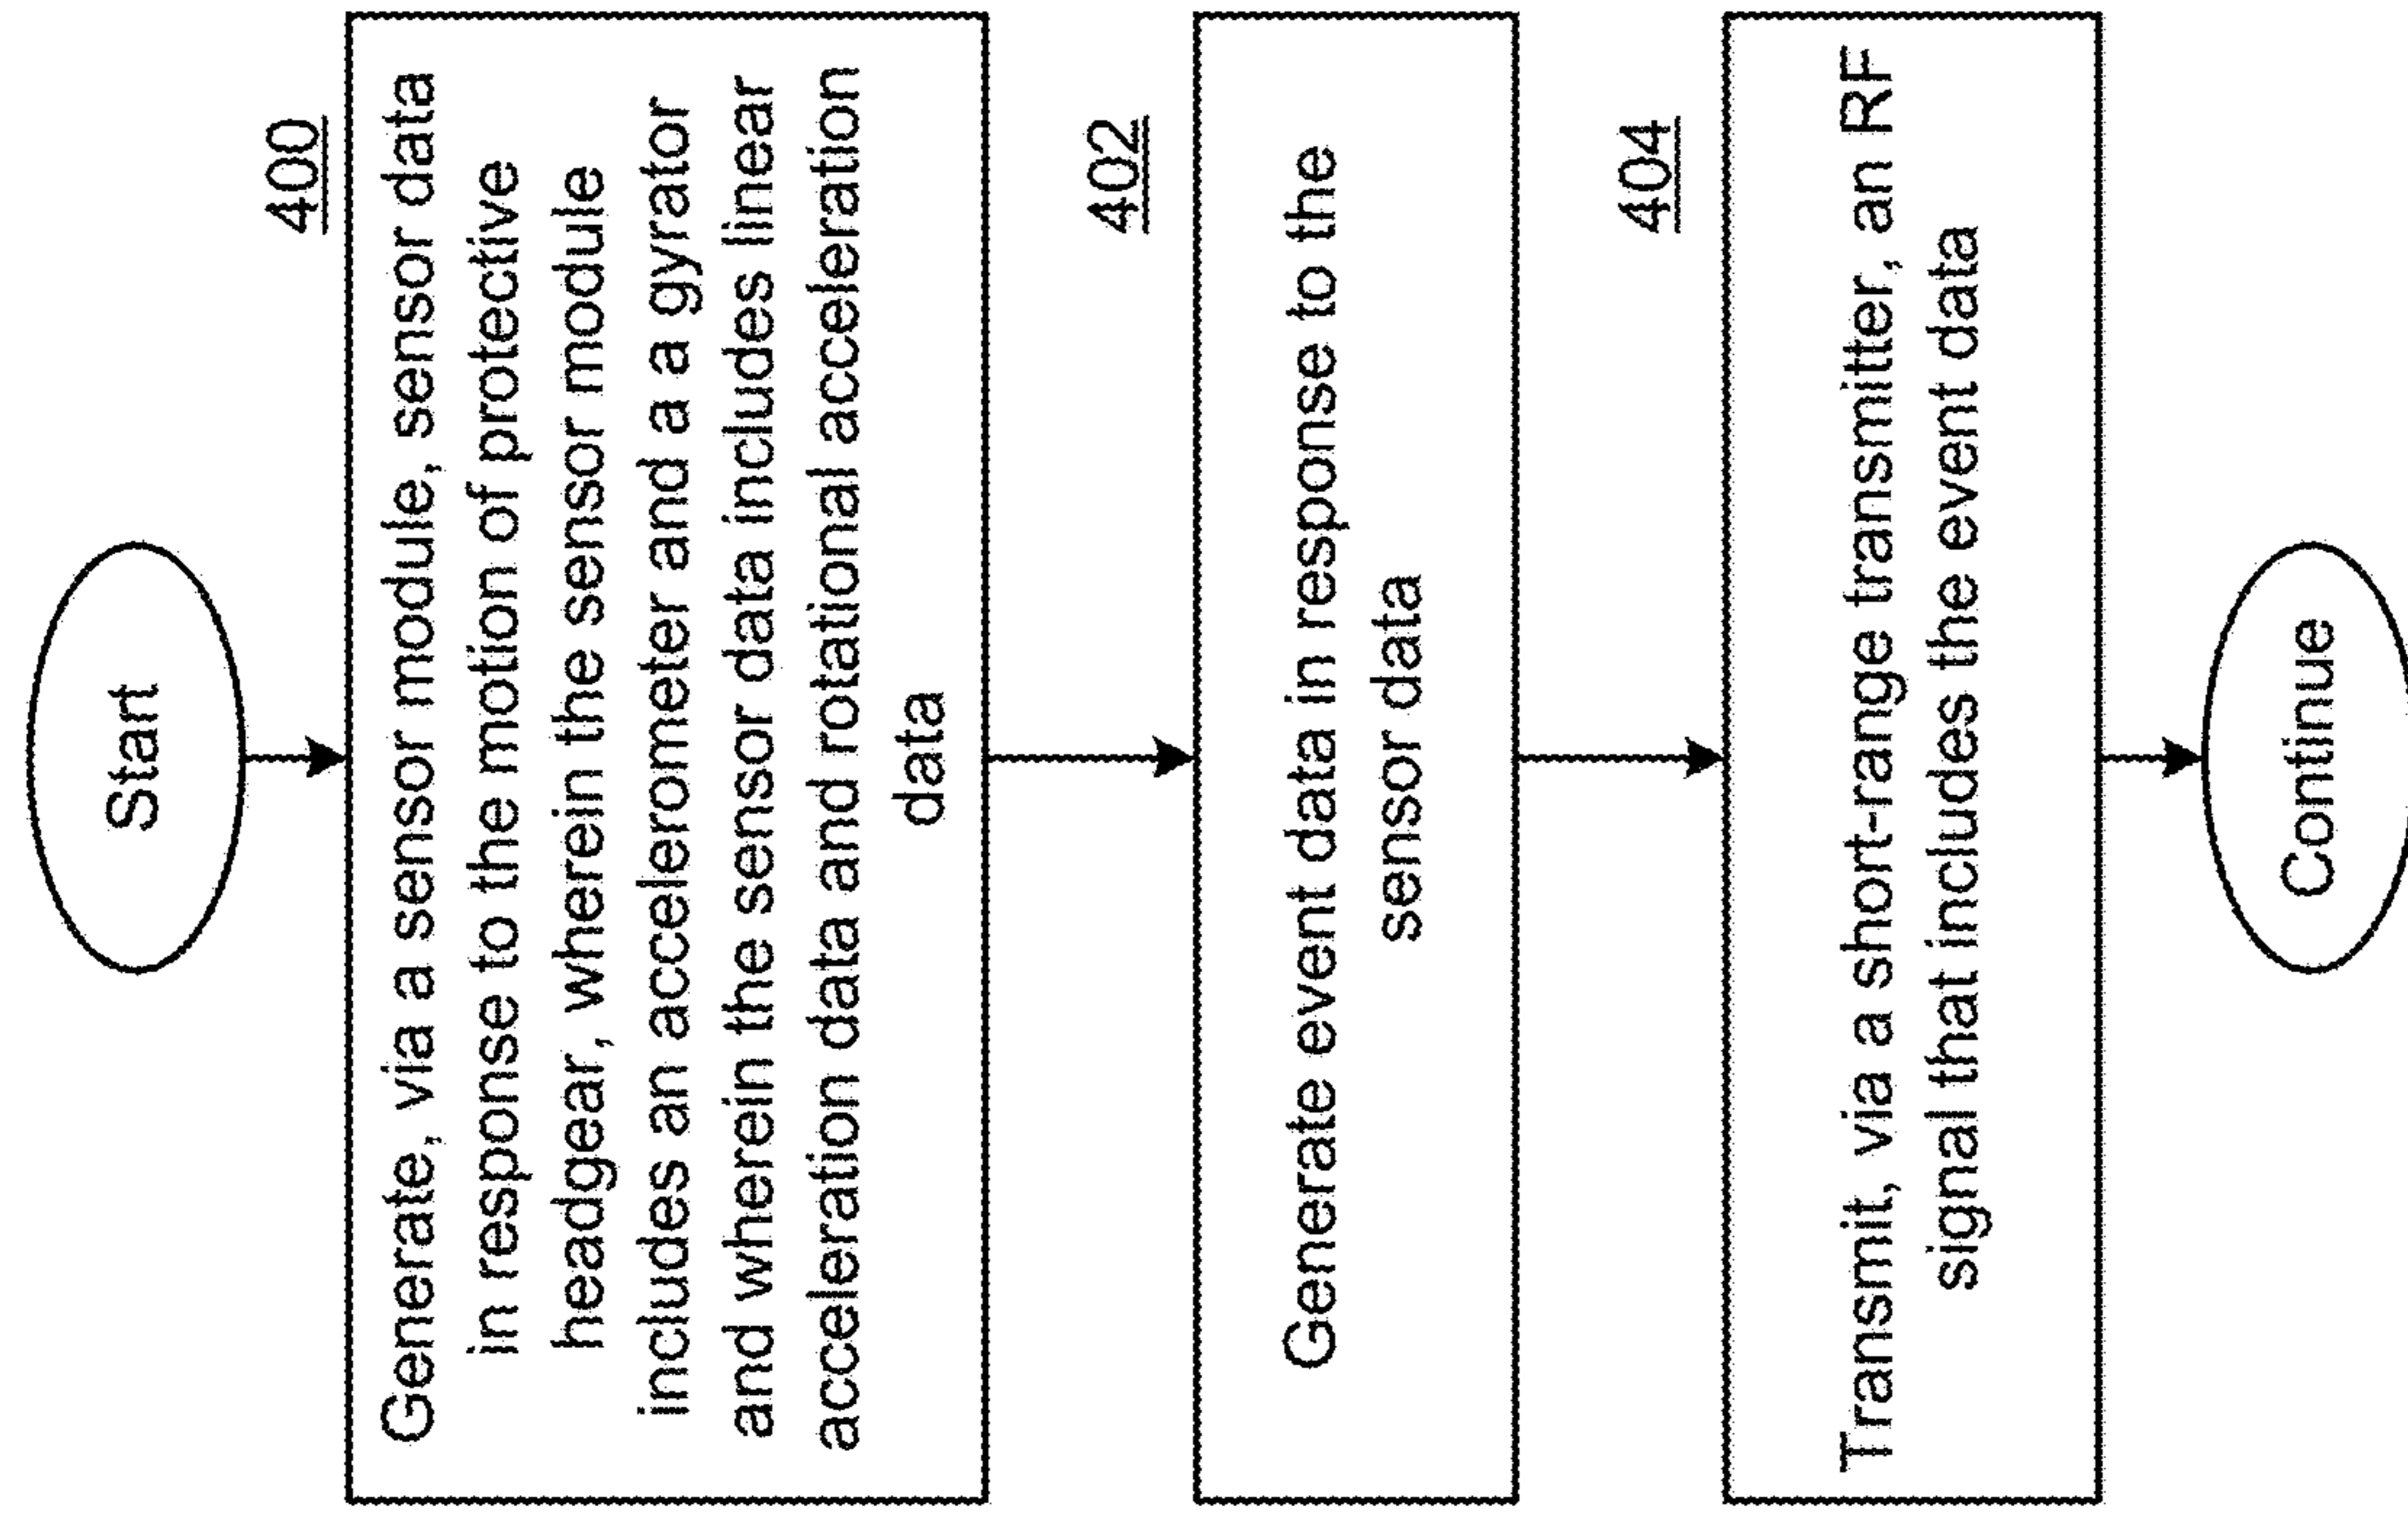 Start
400
Generate, via a sensor module, sensor data
in response to the motion of protective
headgear, wherein the sensor module
includes an accelerometer and a a gyrator
and wherein the sensor data includes linear
acceleration data and rotational acceleration
data
402
Generate event data in response to the
sensor data
404
Transmit, via a short-range transmitter, an RF
signal that includes the event data
Continue